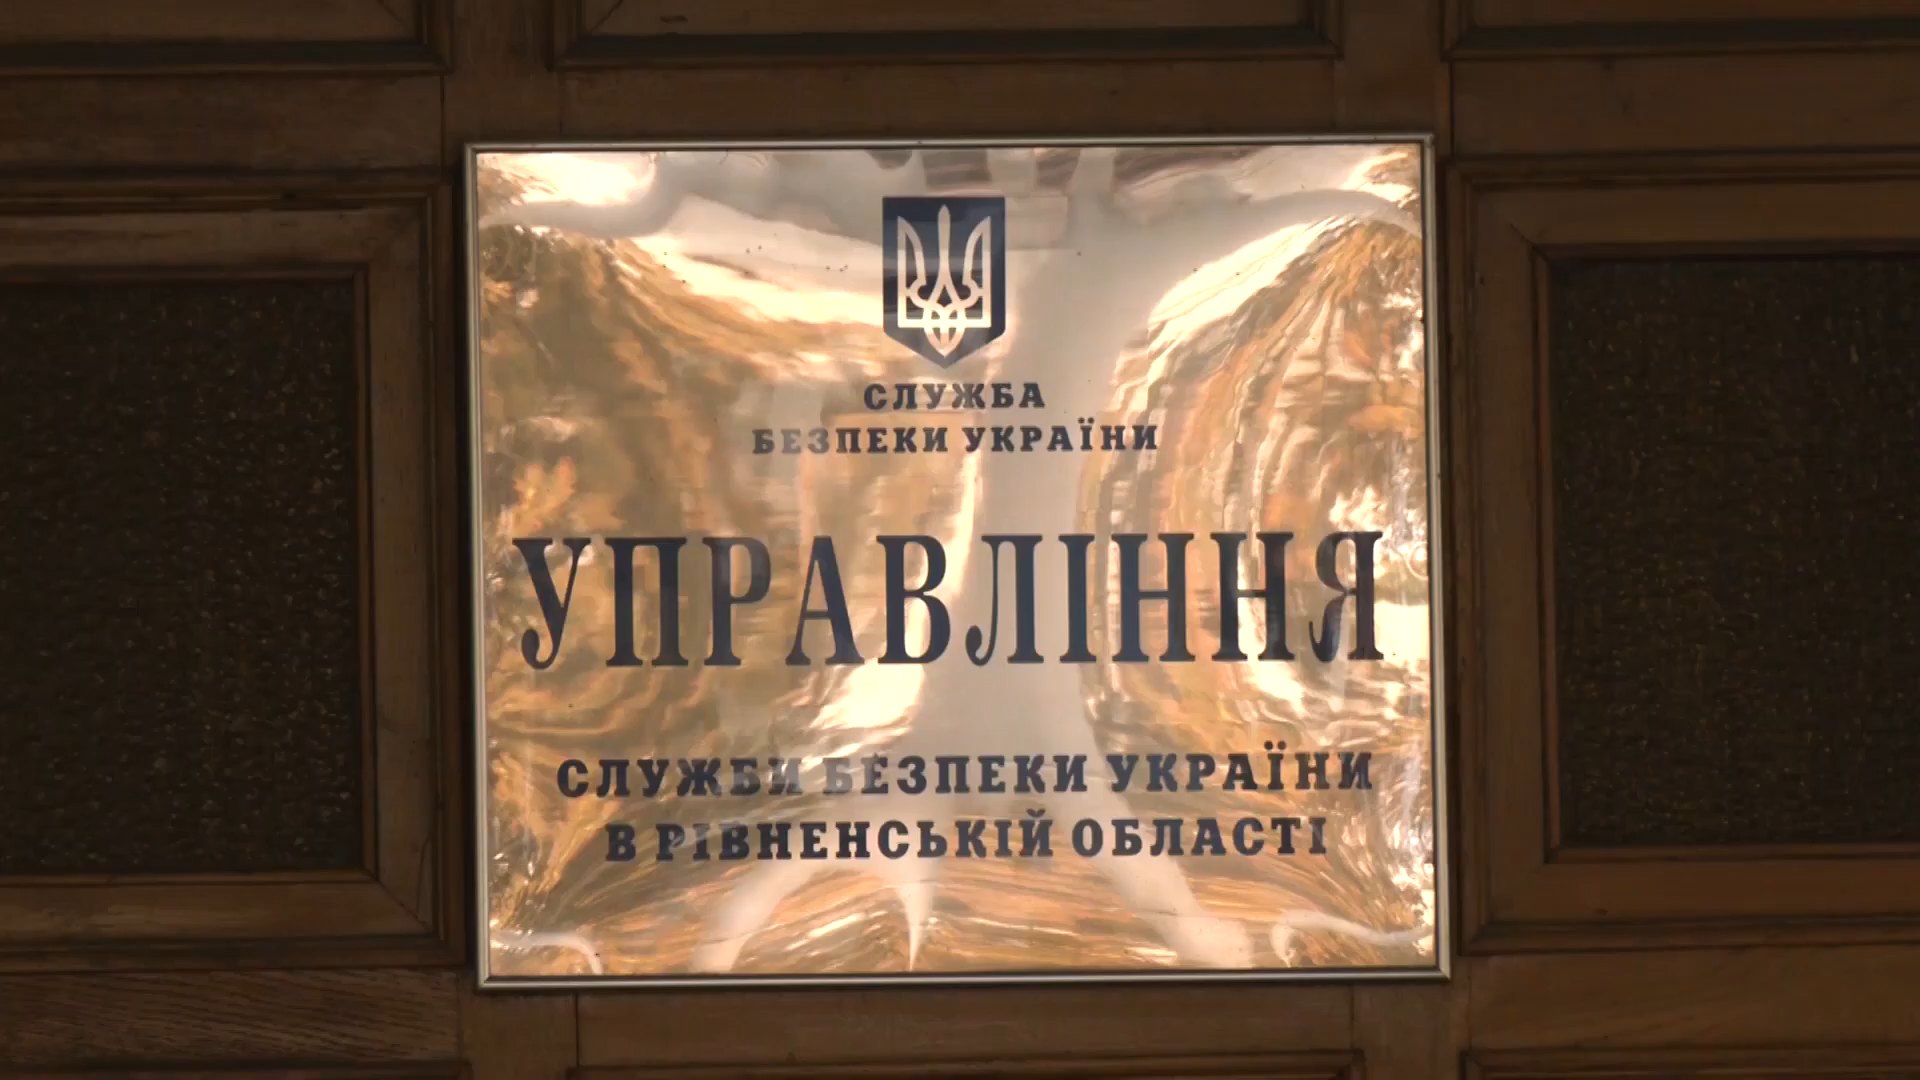 СЛУЖБА
БЕЗПЕКИ УКРАЇНИ
УПРАВЛІННЯ
СЛУЖБИ БЕЗПЕКИ УКРАЇНИ
В РІВНЕНСЬКІЙ ОБЛАСТІ